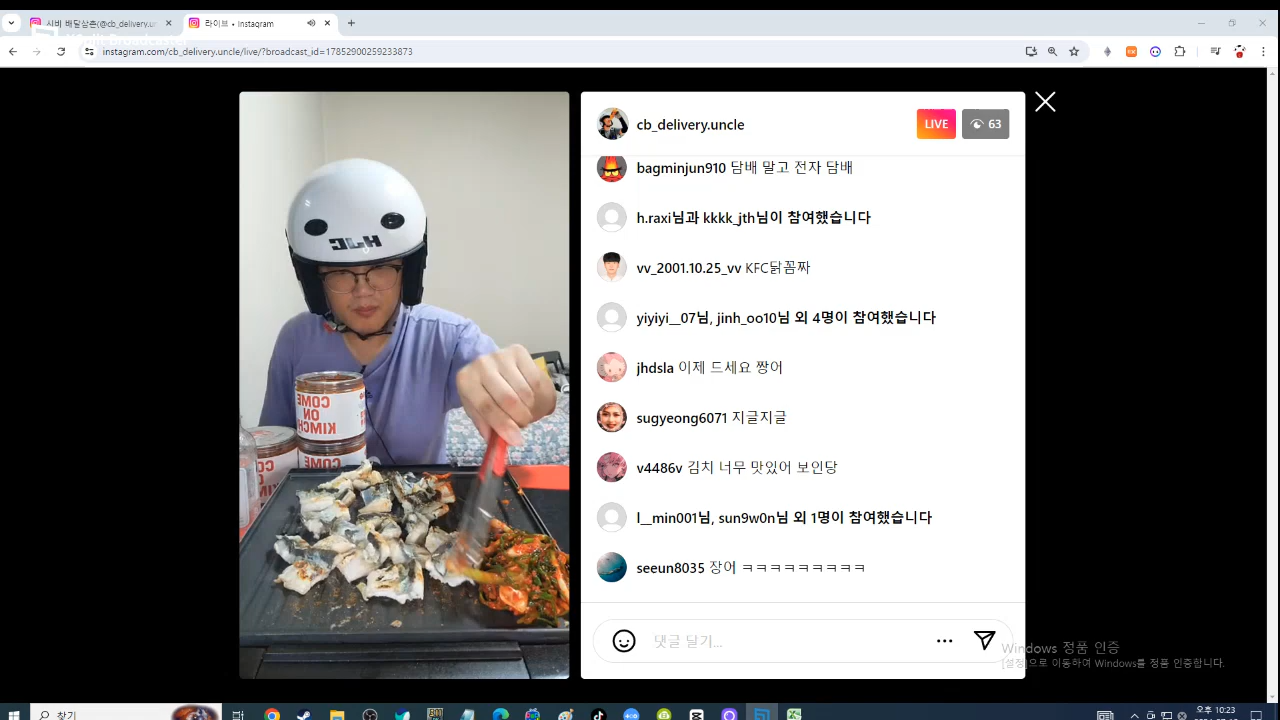 시버 배달삼촌(@cb_delivery.un
라이브 • Instagram
instagram.com/cb_delivery.uncle/live/?broadcast_id=17852900259233873
cb_delivery.uncle
LIVE
63
bagminjun910 담배 말고 전자 담배
h.raxi님과 kkkk_jth님이 참여했습니다
vv_2001.10.25_vv KFC닭꼼짜
yiyiyi__07님, jinh_oo10님 외 4명이 참여했습니다
jhdsla 이제 드세요 짱어
sugyeong6071 지글지글
v4486v 김치 너무 맛있어 보인당
l__min001님, sun9w0n님 외 1명이 참여했습니다
seeun8035 장어 ㅋㅋㅋㅋㅋㅋㅋㅋㅋ
댓글 달기...
HJC
COME
ON
KIMCH
COME
COME
Windows 정품 인증
[설정]으로 이동하여 Windows를 정품 인증합니다.
찾기
오후 10:23